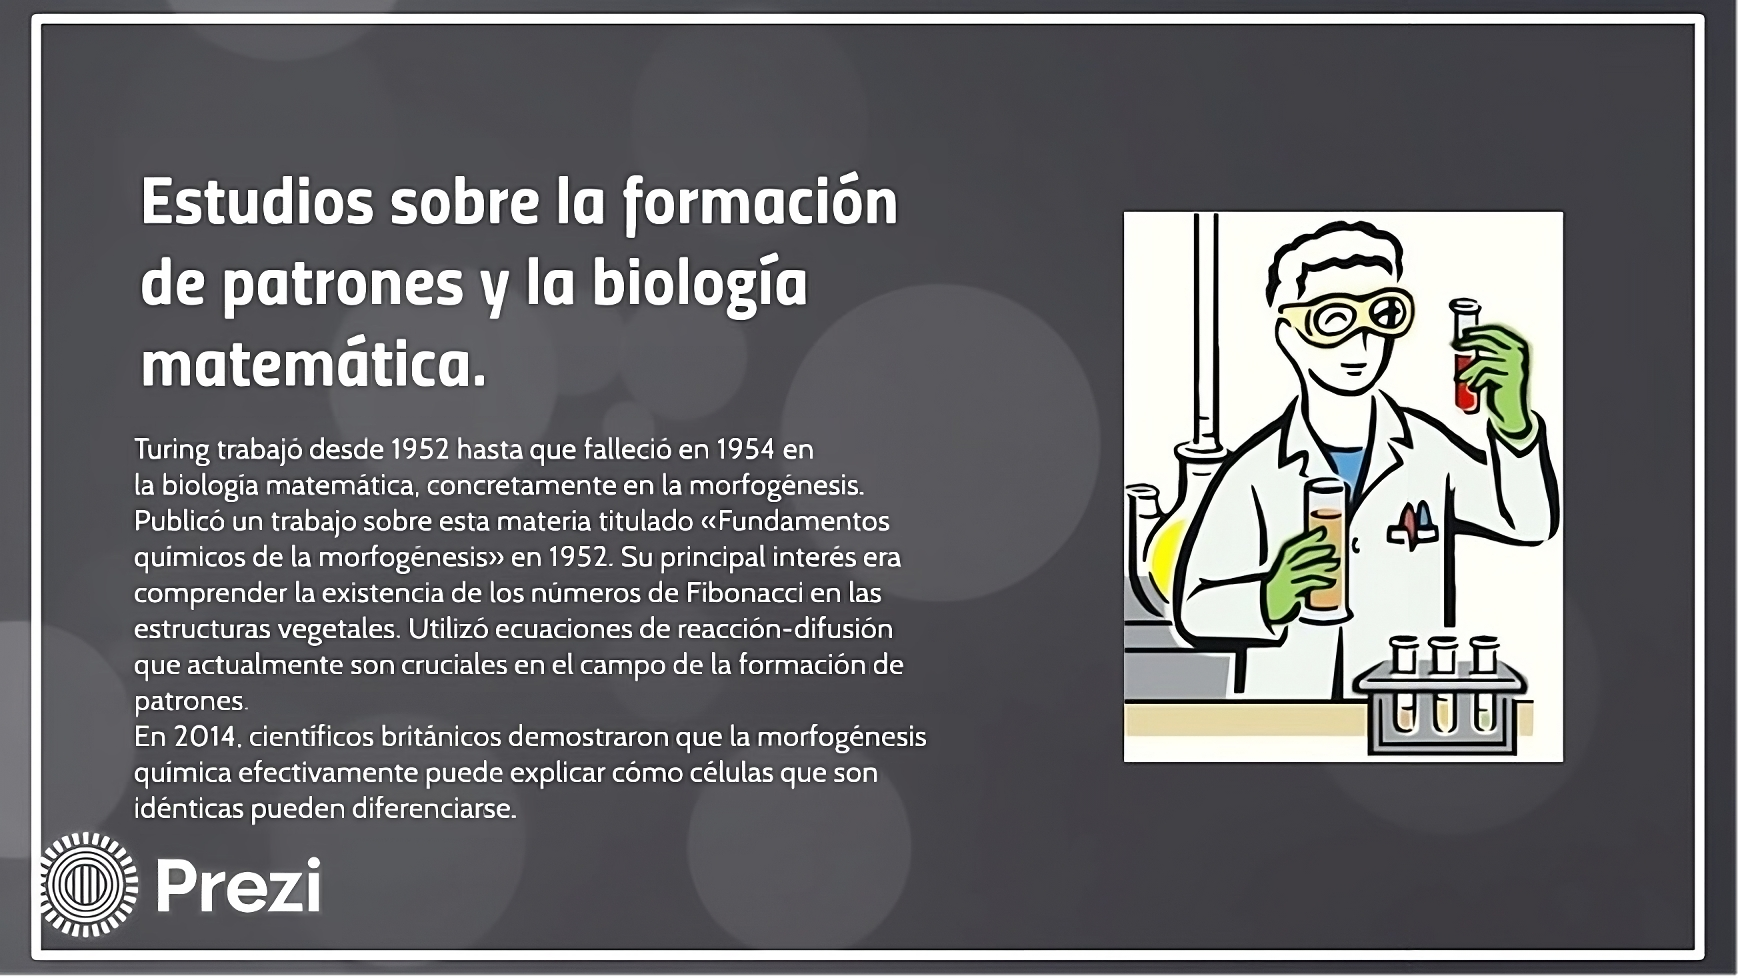 Estudios sobre la formación
de patrones y la biología
matemática.
Turing trabajó desde 1952 hasta que falleció en 1954 en
la biología matemática, concretamente en la morfogénesis.
Publicó un trabajo sobre esta materia titulado «Fundamentos
químicos de la morfogénesis» en 1952. Su principal interés era
comprender la existencia de los números de Fibonacci en las
estructuras vegetales. Utilizó ecuaciones de reacción-difusión
que actualmente son cruciales en el campo de la formación de
patrones.
En 2014, científicos británicos demostraron que la morfogénesis
química efectivamente puede explicar cómo células que son
idénticas pueden diferenciarse.
Prezi